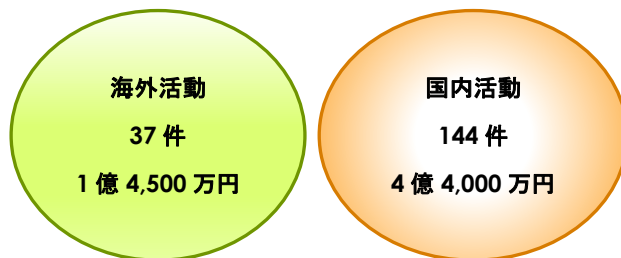 海外活動
37 件
1 億 4,500 万円
国内活動
144 件
4 億 4,000 万円